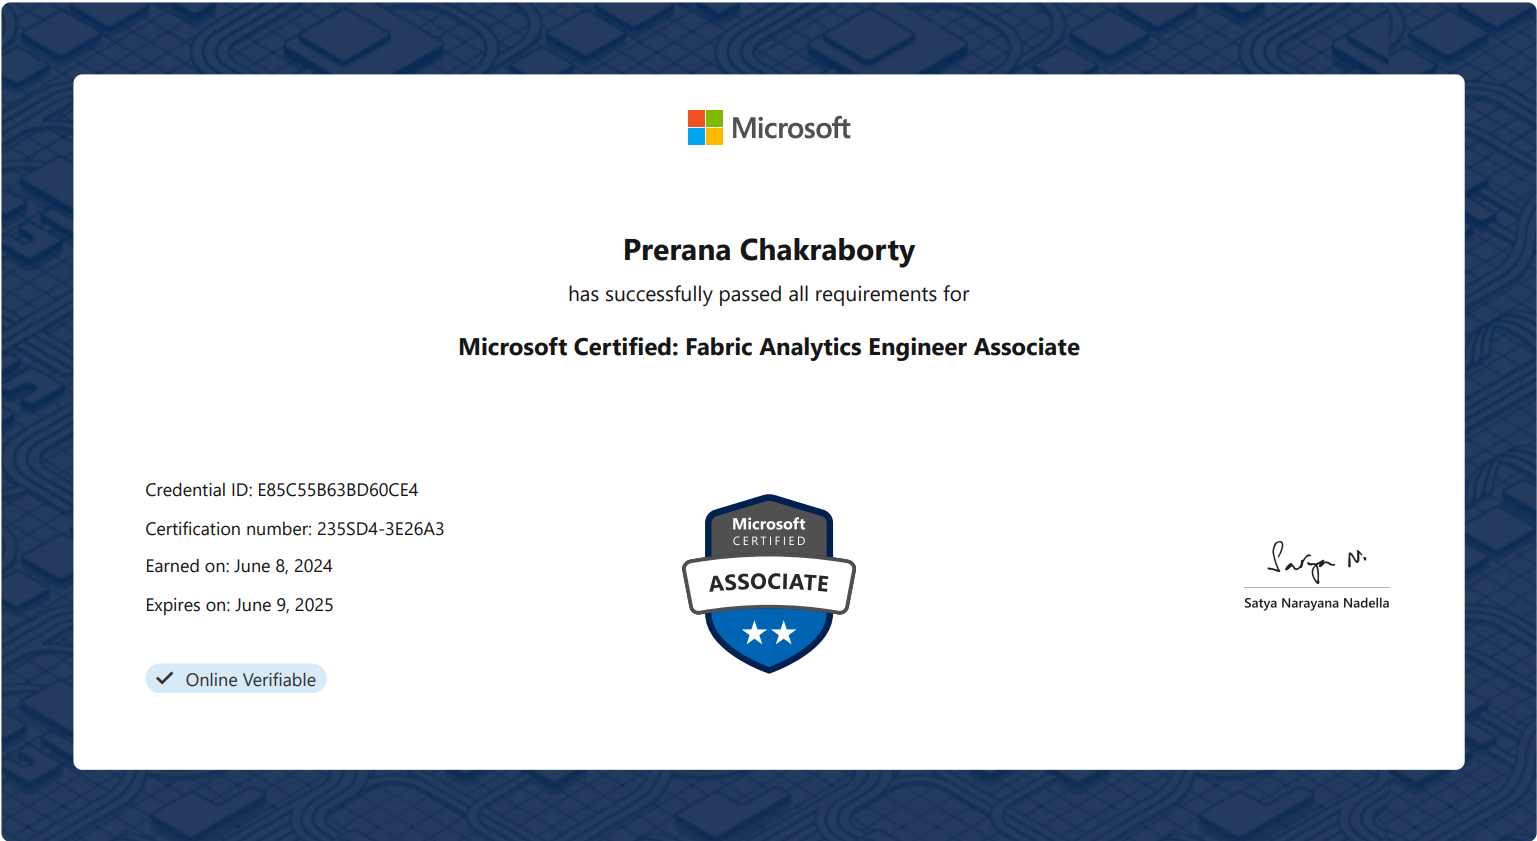 Microsoft
Prerana Chakraborty
has successfully passed all requirements for
Microsoft Certified: Fabric Analytics Engineer Associate
Credential ID: E85C55B63BD60CE4
Certification number: 235SD4-3E26A3
Earned on: June 8, 2024
Expires on: June 9, 2025
Online Verifiable
Microsoft
CERTIFIED
ASSOCIATE
Satya N.
Satya Narayana Nadella